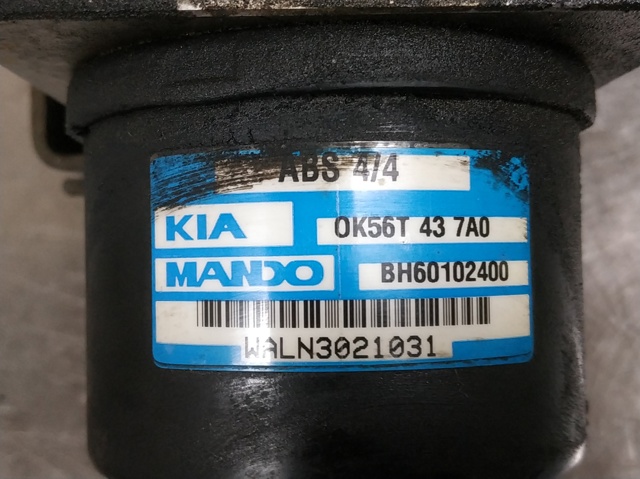 ABS 4/4
KIA OK56T 43 7A0
MANDO BH60102400
WALN3021031